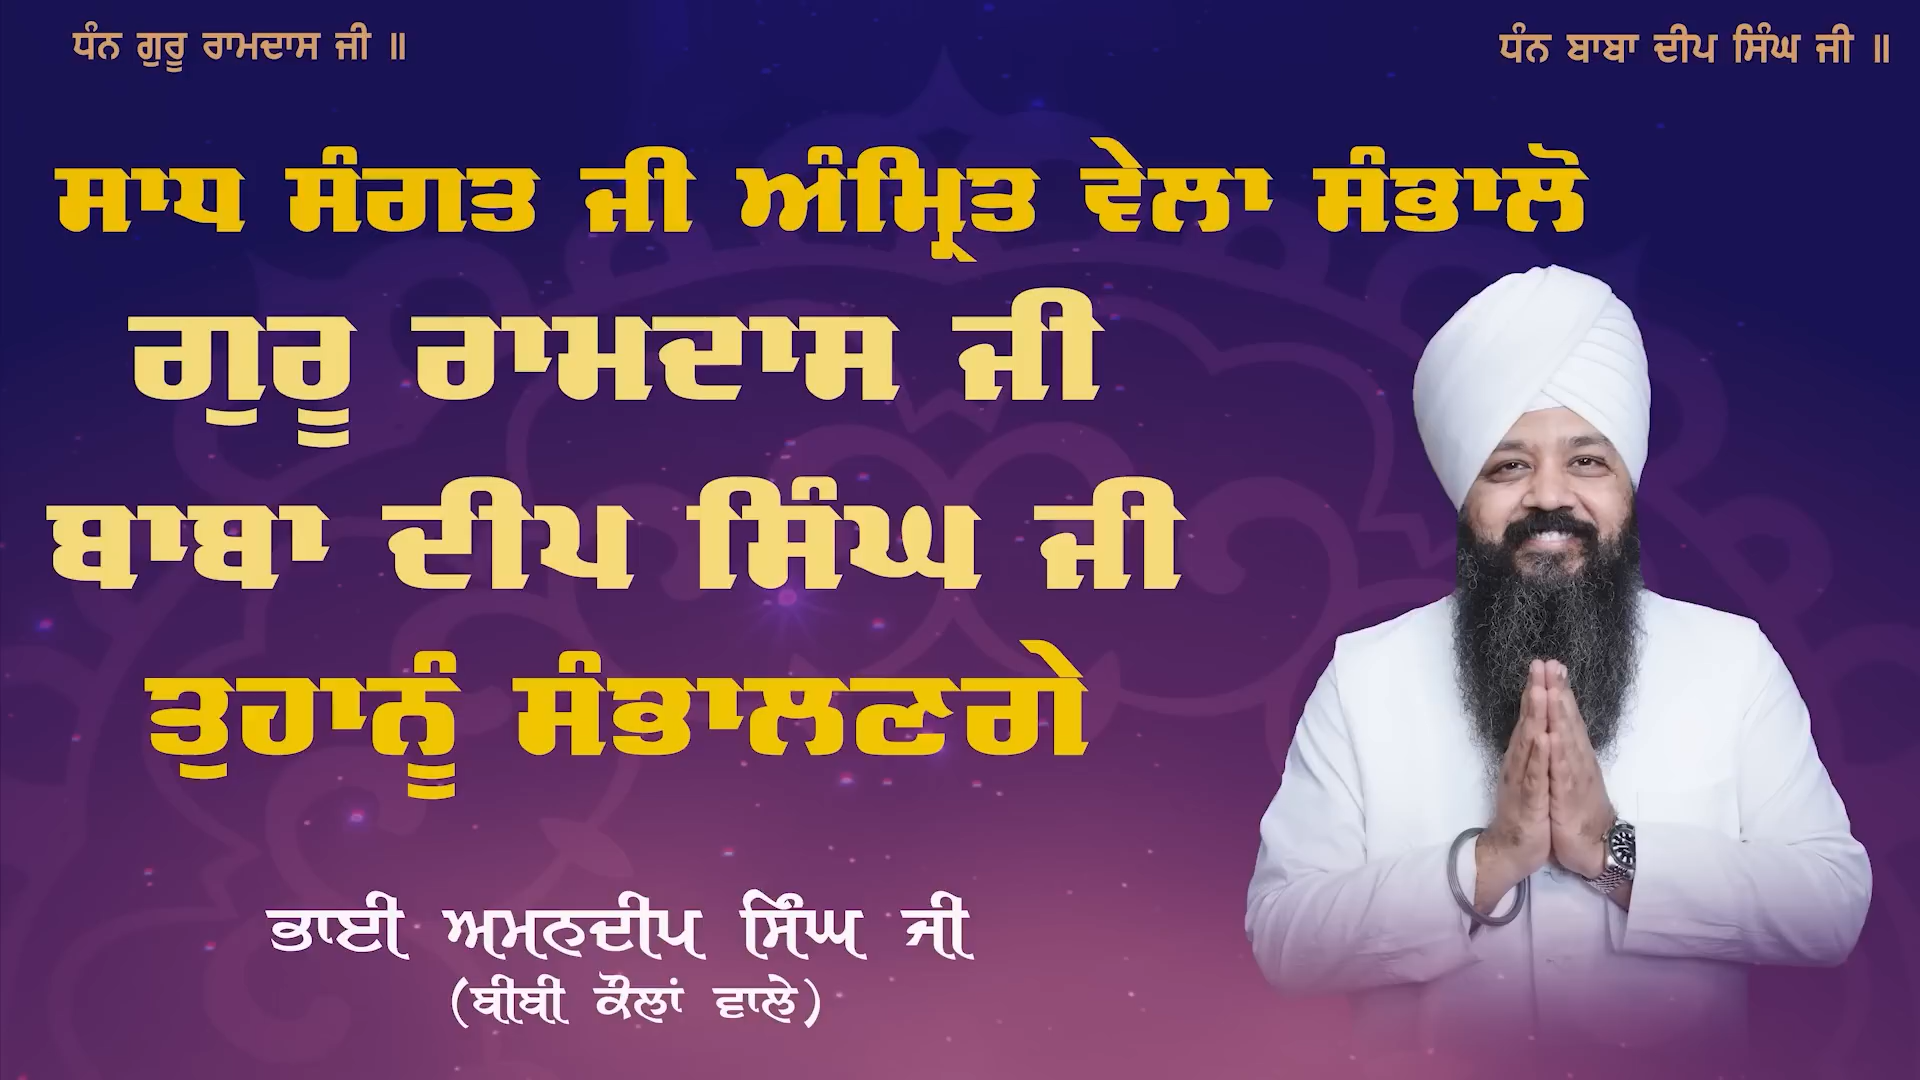 ਧੰਨ ਗੁਰੂ ਰਾਮਦਾਸ ਜੀ ॥
ਧੰਨ ਬਾਬਾ ਦੀਪ ਸਿੰਘ ਜੀ ॥
ਸਾਧ ਸੰਗਤ ਜੀ ਅੰਮ੍ਰਿਤ ਵੇਲਾ ਸੰਭਾਲੋ
ਗੁਰੂ ਰਾਮਦਾਸ ਜੀ
ਬਾਬਾ ਦੀਪ ਸਿੰਘ ਜੀ
ਤੁਹਾਨੂੰ ਸੰਭਾਲਣਗੇ
ਭਾਈ ਅਮਨਦੀਪ ਸਿੰਘ ਜੀ
(ਬੀਬੀ ਕੌਲਾਂ ਵਾਲੇ)